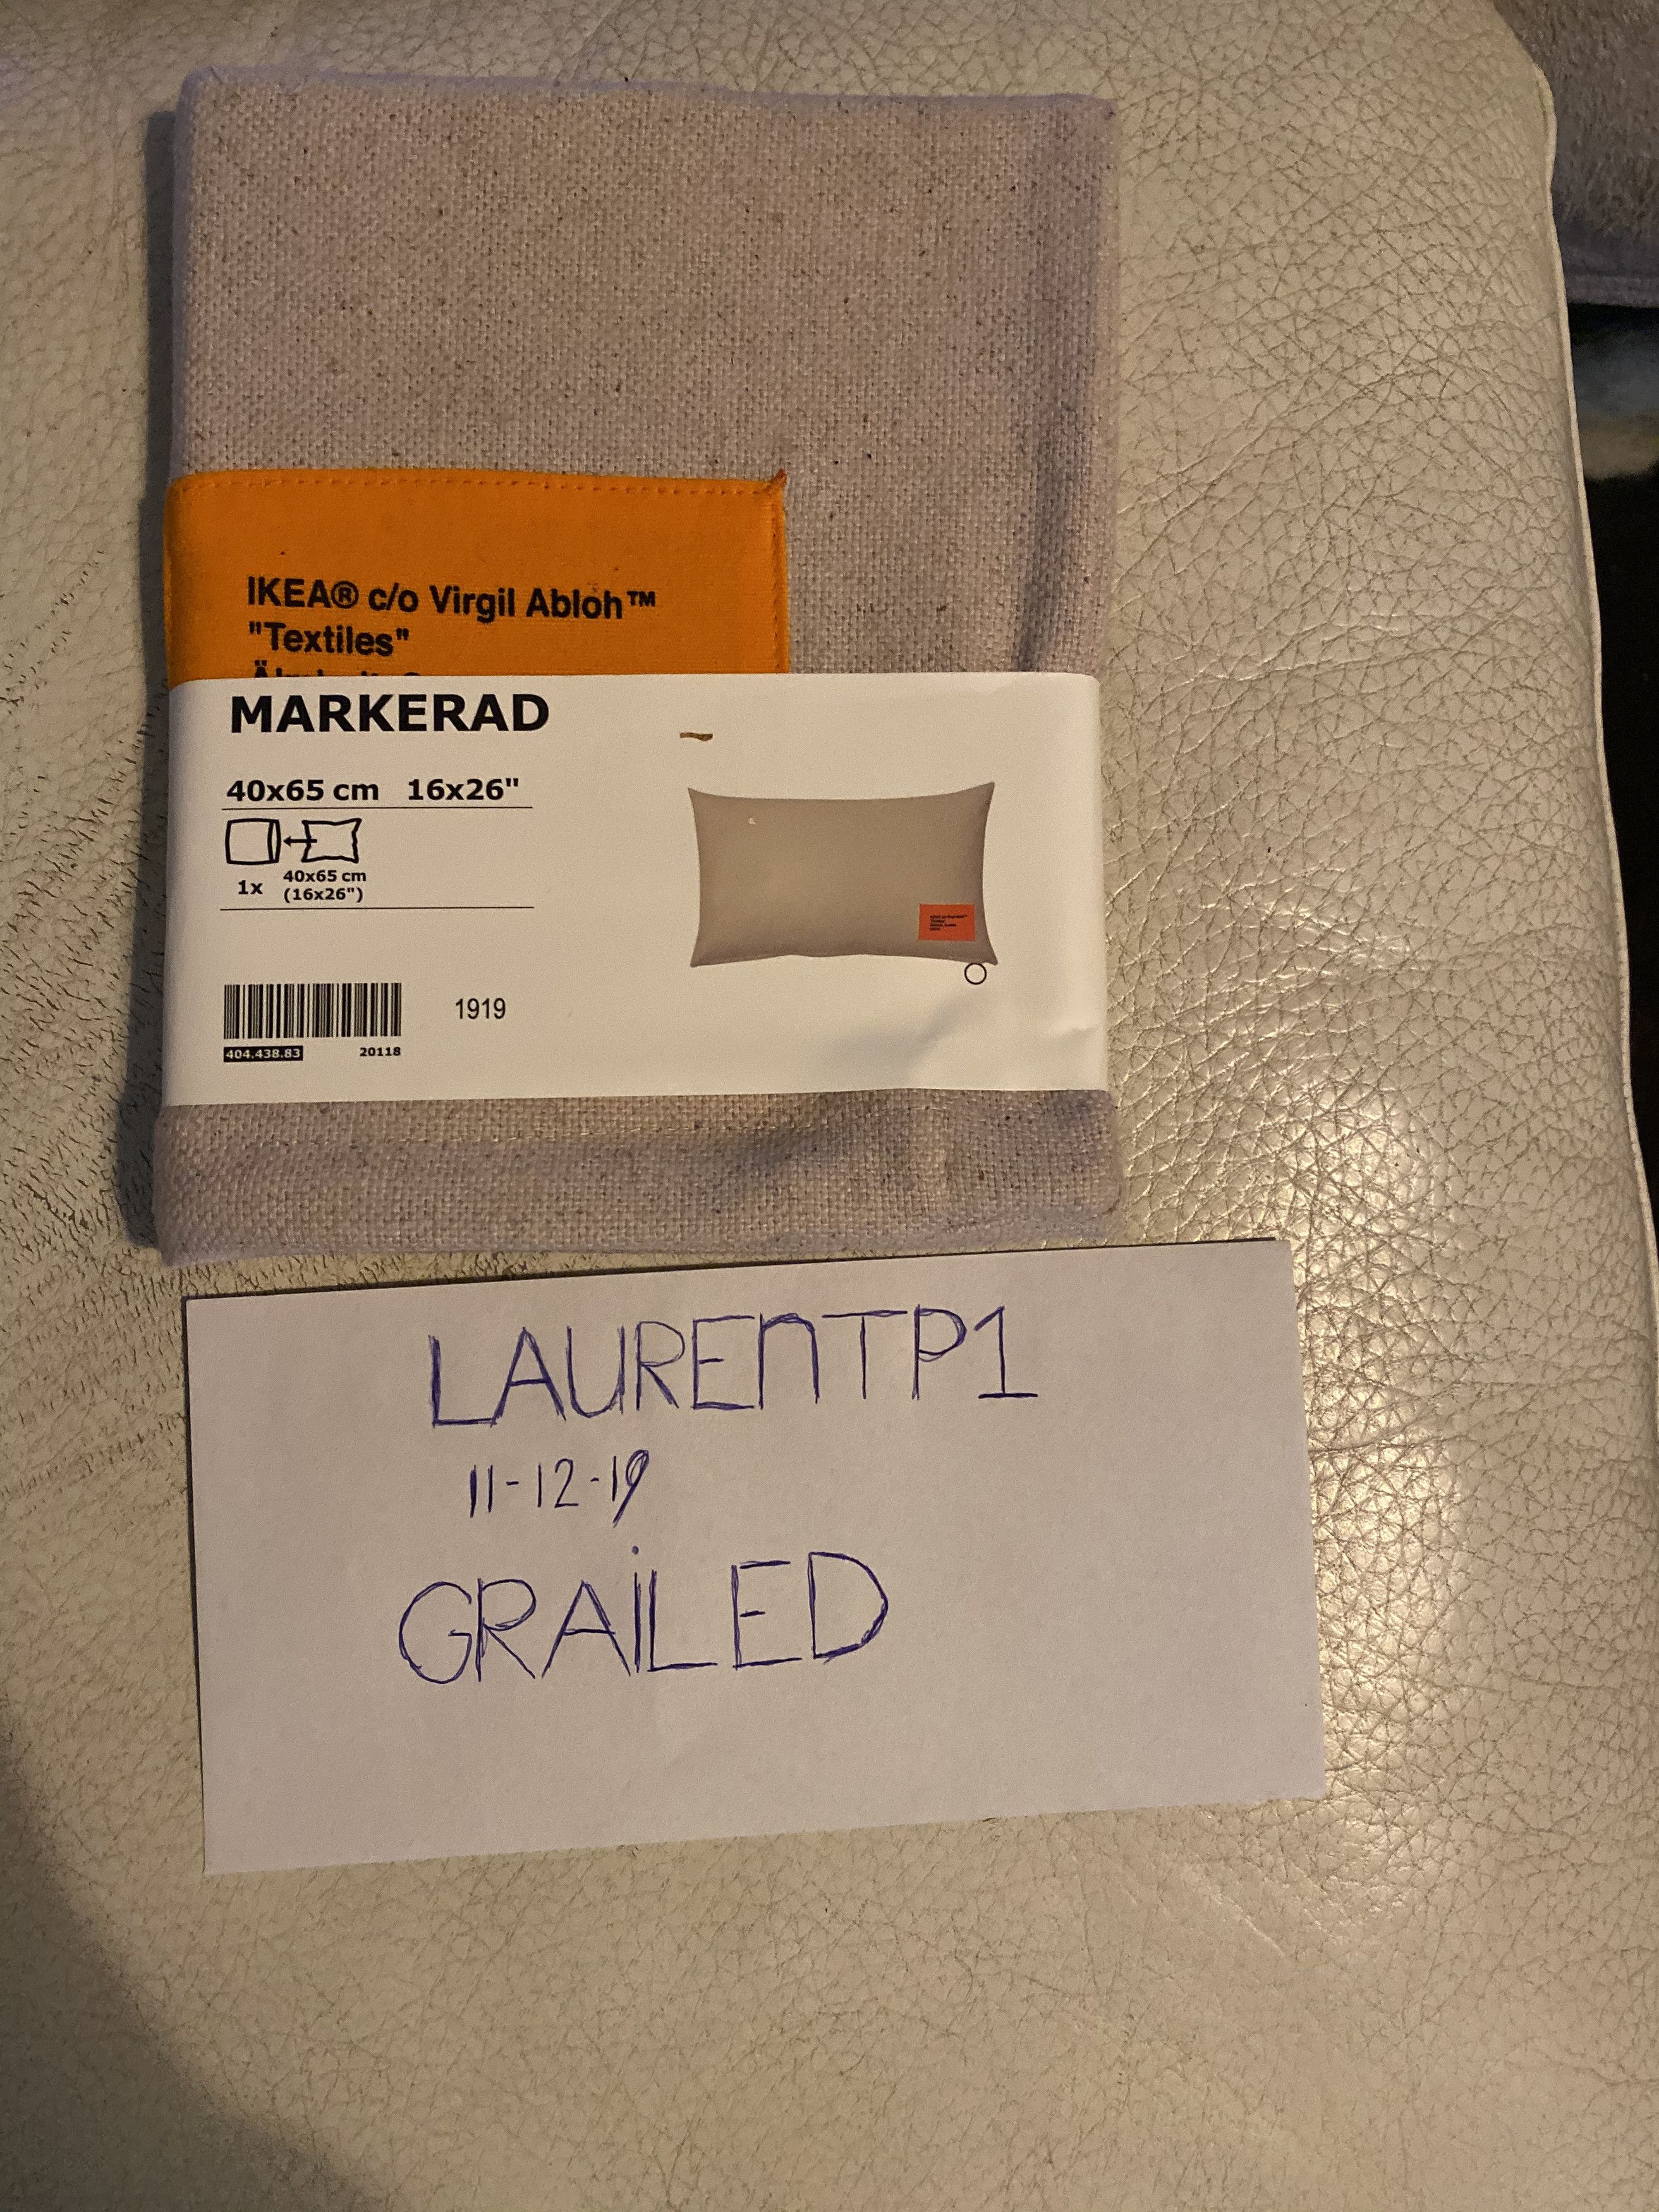 IKEA® c/o Virgil Abloh™
"Textiles"
MARKERAD
40x65 cm 16x26"
1x
40x65 cm
(16x26")
1919
404.438.83 20118
LAURENTP1
11-12-19
GRAILED